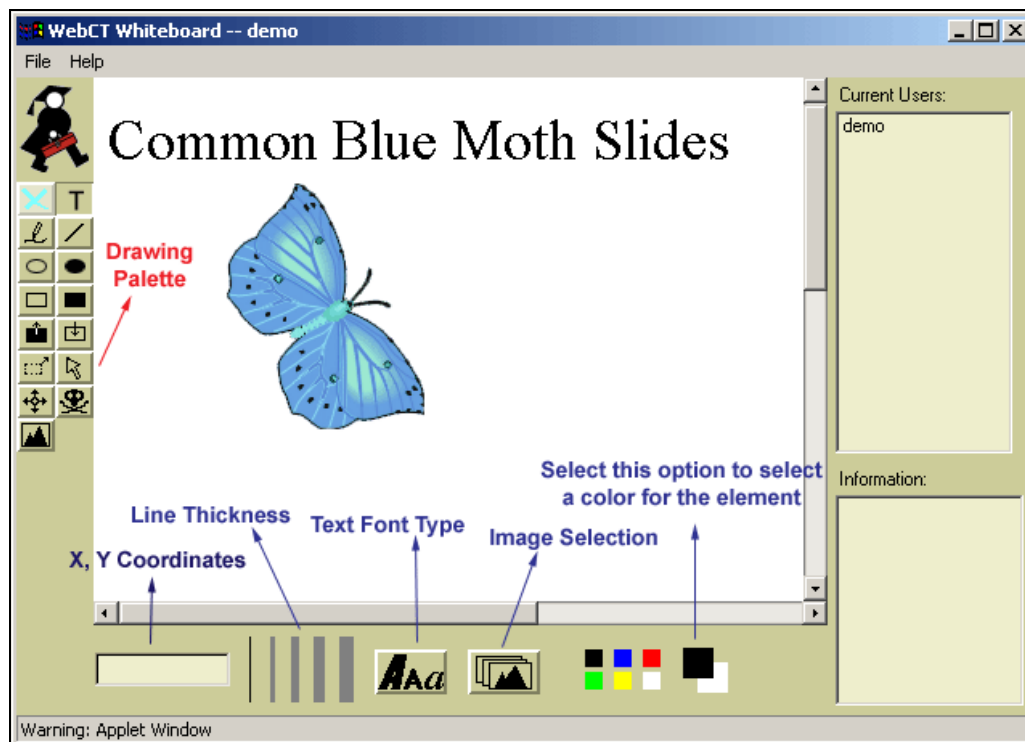 WebCT Whiteboard -- demo
File Help
Common Blue Moth Slides
Current Users:
demo
T
Drawing
Palette
Select this option to select
a color for the element
Information:
Line Thickness
Text Font Type
Image Selection
X, Y Coordinates
AAa
Warning: Applet Window